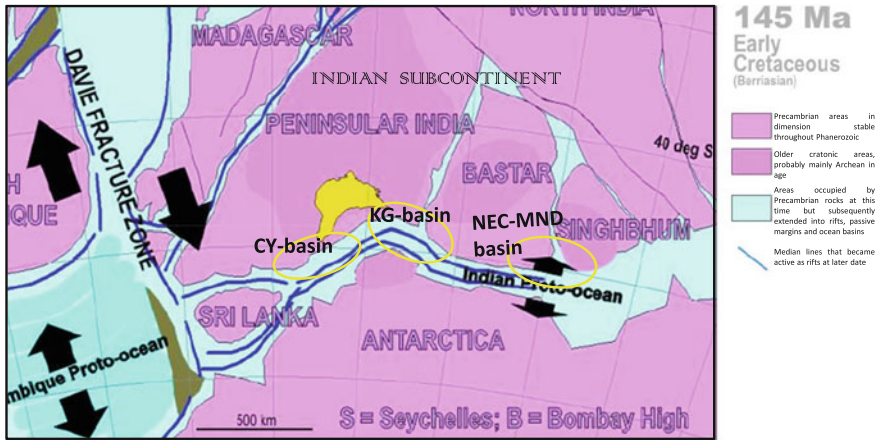 NORTH INDIA
MADAGASCAR
INDIAN SUBCONTINENT
DAVIE FRACTURE ZONE
PENINSULAR INDIA
40 deg S
BASTAR
H
IQUE
KG-basin
NEC-MND
basin
SINGHBHUM
CY-basin
Indian Proto-ocean
SRI LANKA
ANTARCTICA
mbique Proto-ocean
500 km
S = Seychelles; B = Bombay High
145 Ma
Early
Cretaceous
(Berriasian)
Precambrian areas in
dimension stable
throughout Phanerozoic
Older cratonic areas,
probably mainly Archean in
age
Areas occupied by
Precambrian rocks at this
time but subsequently
extended into rifts, passive
margins and ocean basins
Median lines that became
active as rifts at later date